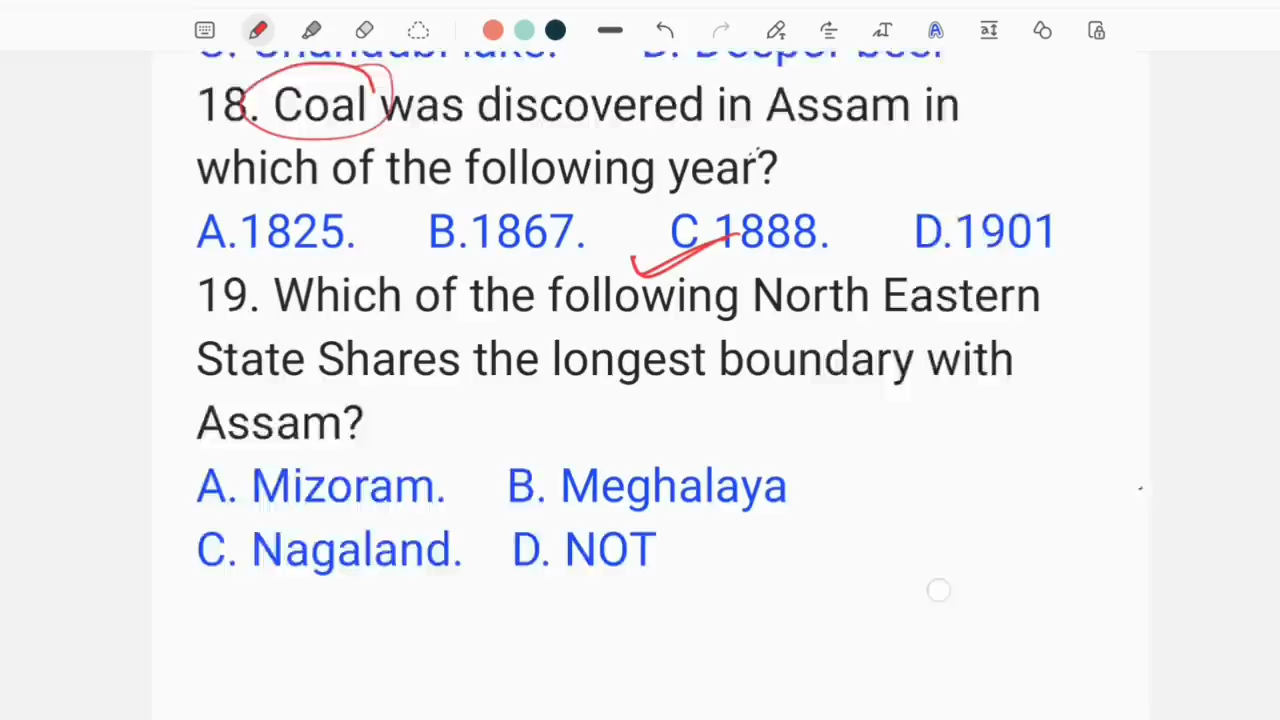 18. Coal was discovered in Assam in
which of the following year?
A.1825. B.1867. C 1888. D.1901
19. Which of the following North Eastern
State Shares the longest boundary with
Assam?
A. Mizoram. B. Meghalaya
C. Nagaland. D. NOT